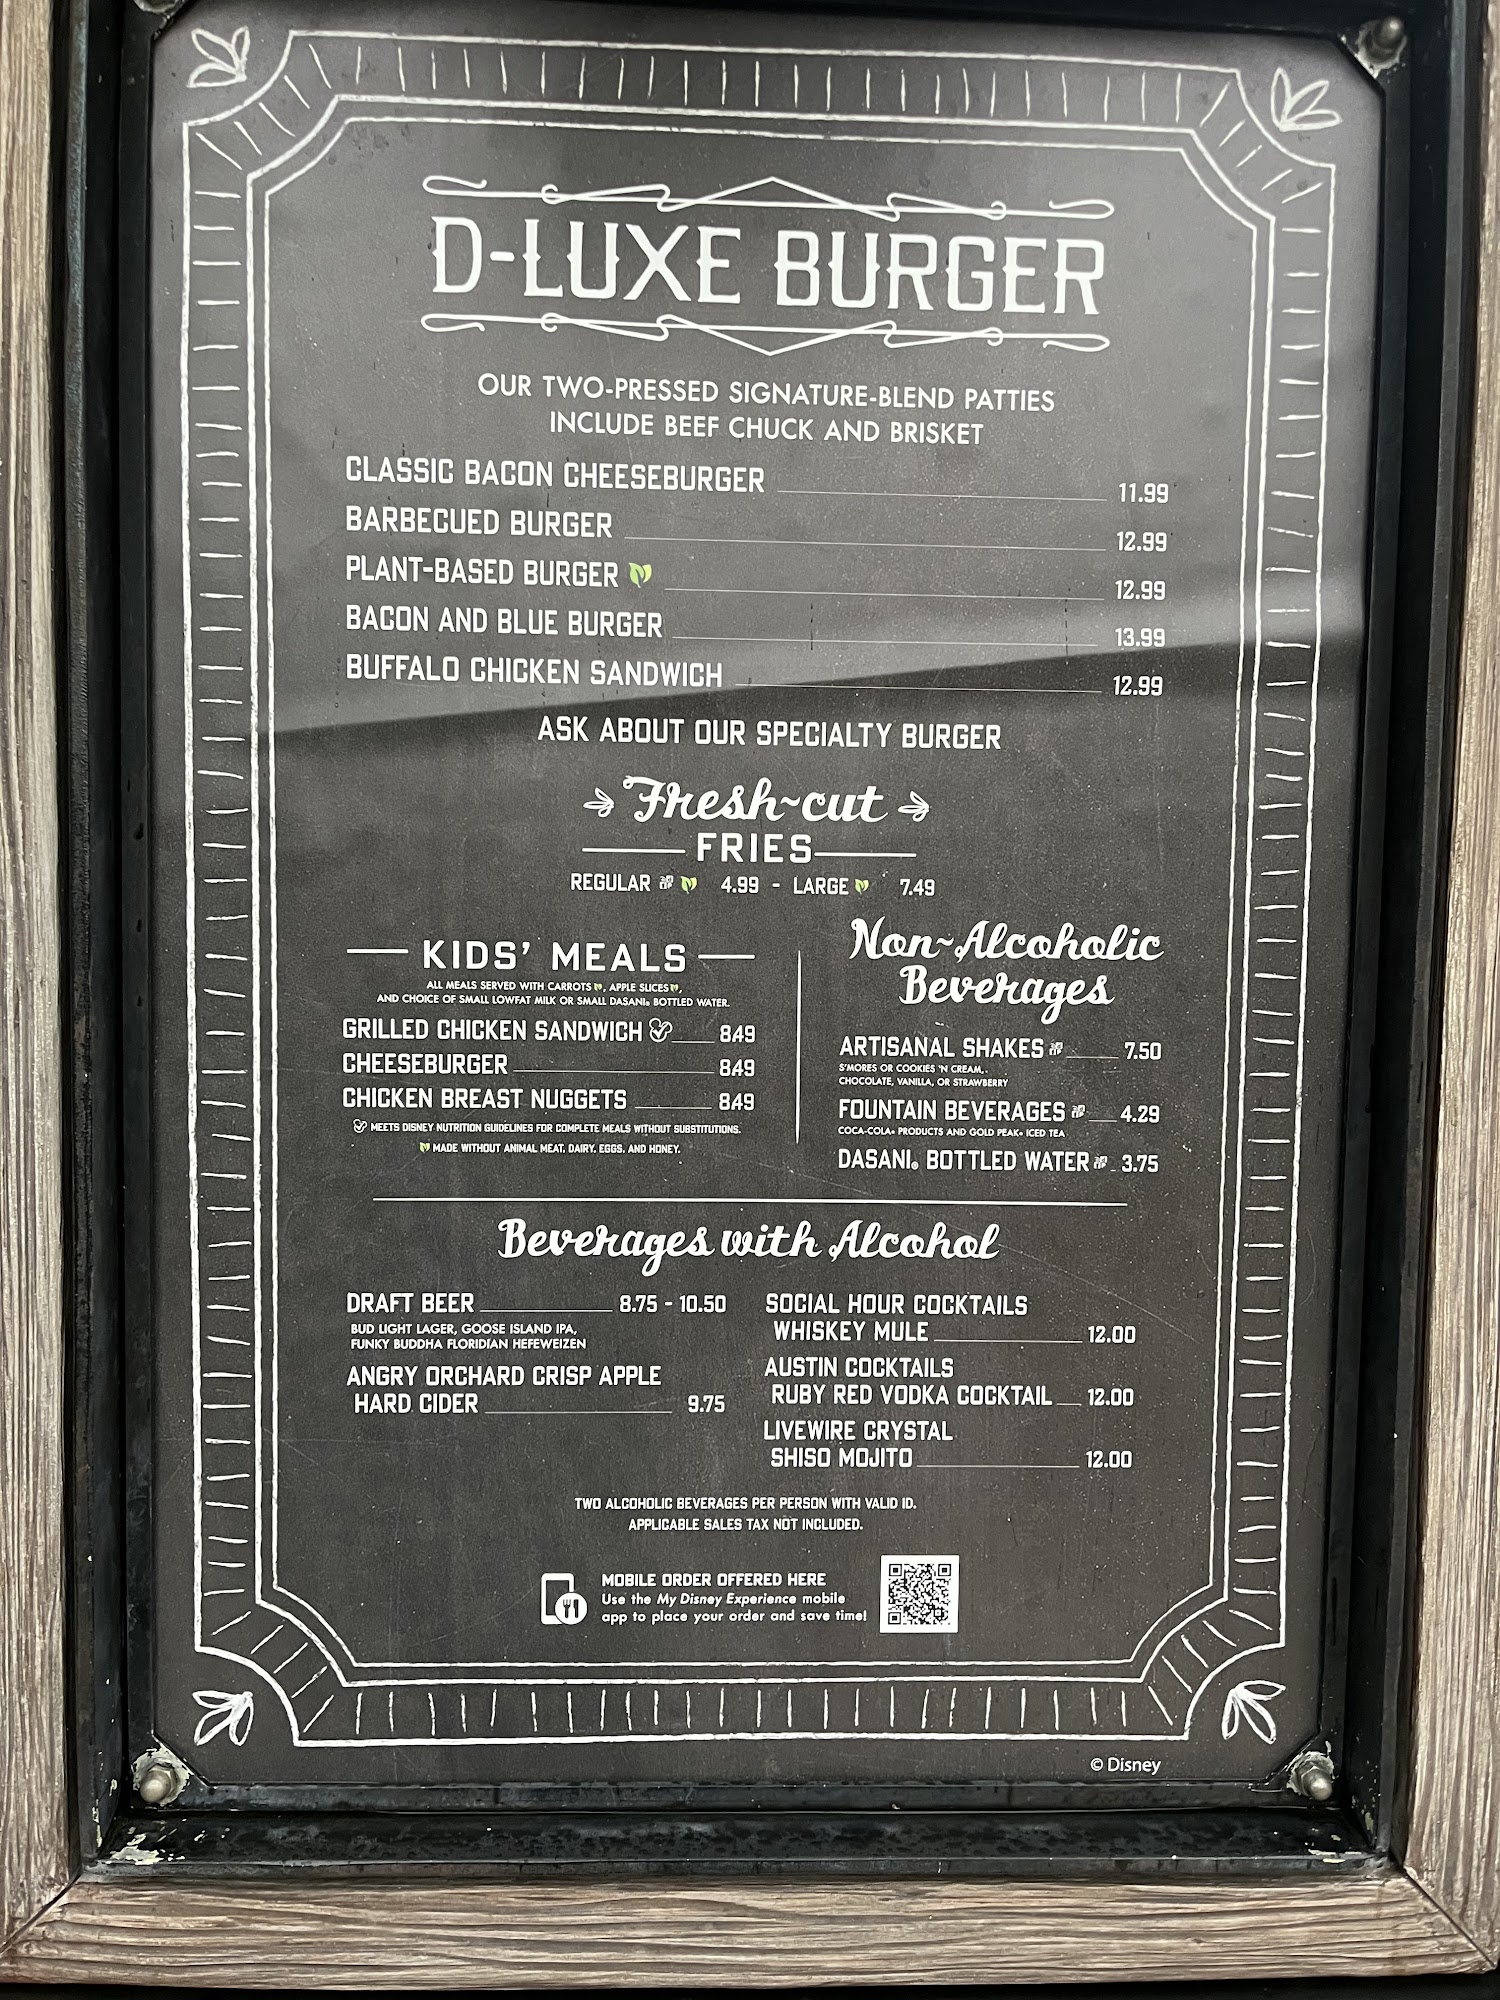 D-LUXE BURGER
OUR TWO-PRESSED SIGNATURE-BLEND PATTIES
INCLUDE BEEF CHUCK AND BRISKET
CLASSIC BACON CHEESEBURGER 11.99
BARBECUED BURGER 12.99
PLANT-BASED BURGER 12.99
BACON AND BLUE BURGER 13.99
BUFFALO CHICKEN SANDWICH 12.99
ASK ABOUT OUR SPECIALTY BURGER
Fresh-cut
FRIES
REGULAR 4.99 - LARGE 7.49
KIDS' MEALS
ALL MEALS SERVED WITH CARROTS, APPLE SLICES,
AND CHOICE OF SMALL LOWFAT MILK OR SMALL DASANI® BOTTLED WATER.
GRILLED CHICKEN SANDWICH 8.49
CHEESEBURGER 8.49
CHICKEN BREAST NUGGETS 8.49
MEETS DISNEY NUTRITION GUIDELINES FOR COMPLETE MEALS WITHOUT SUBSTITUTIONS.
MADE WITHOUT ANIMAL MEAT, DAIRY, EGGS, AND HONEY.
Non-Alcoholic
Beverages
ARTISANAL SHAKES 7.50
S'MORES OR COOKIES 'N CREAM,
CHOCOLATE, VANILLA, OR STRAWBERRY
FOUNTAIN BEVERAGES 4.29
COCA-COLA® PRODUCTS AND GOLD PEAK® ICED TEA
DASANI® BOTTLED WATER 3.75
Beverages with Alcohol
DRAFT BEER 8.75 - 10.50
BUD LIGHT LAGER, GOOSE ISLAND IPA,
FUNKY BUDDHA FLORIDIAN HEFEWEIZEN
ANGRY ORCHARD CRISP APPLE
HARD CIDER 9.75
SOCIAL HOUR COCKTAILS
WHISKEY MULE 12.00
AUSTIN COCKTAILS
RUBY RED VODKA COCKTAIL 12.00
LIVEWIRE CRYSTAL
SHISO MOJITO 12.00
TWO ALCOHOLIC BEVERAGES PER PERSON WITH VALID ID.
APPLICABLE SALES TAX NOT INCLUDED.
MOBILE ORDER OFFERED HERE
Use the My Disney Experience mobile
app to place your order and save time!
© Disney